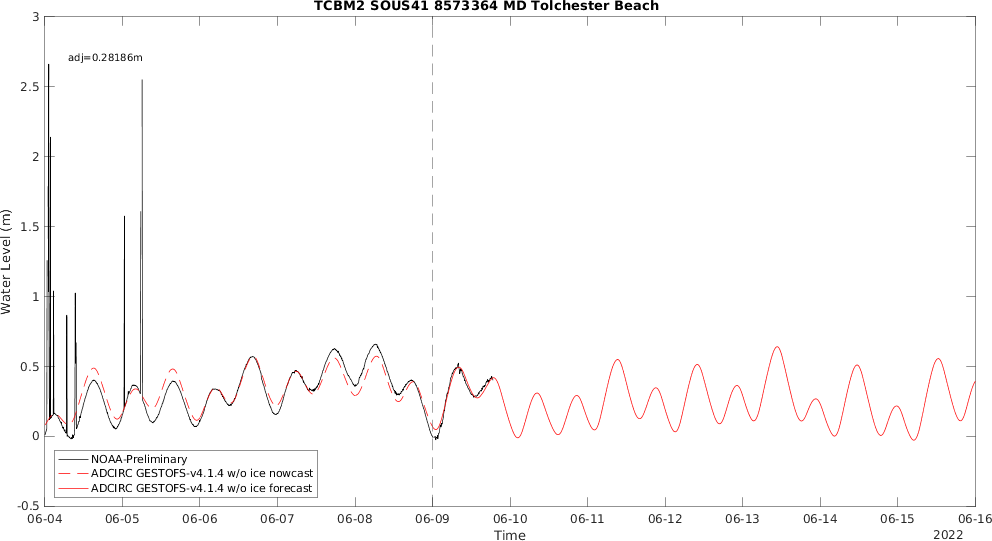 TCBM2 SOUS41 8573364 MD Tolchester Beach
adj=0.28186m
3
2.5
2
1.5
1
0.5
0
-0.5
Water Level (m)
NOAA-Preliminary
ADCIRC GESTOFS-v4.1.4 w/o ice nowcast
ADCIRC GESTOFS-v4.1.4 w/o ice forecast
06-04 06-05 06-06 06-07 06-08 06-09 06-10 06-11 06-12 06-13 06-14 06-15 06-16
Time
2022